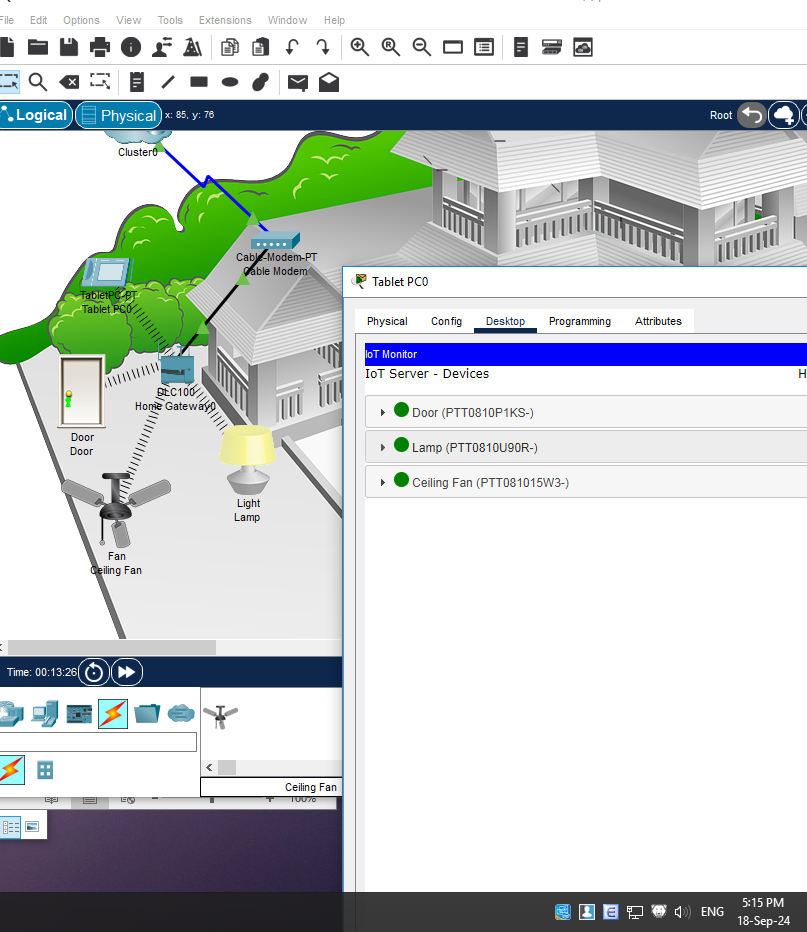 File Edit Options View Tools Extensions Window Help
Logical Physical x: 85, y: 76 Root
Cluster0
Cable-Modem-PT
Cable Modem
TabletPC-PT
Tablet PC0
DLC100
Home Gateway0
Door
Door
Light
Lamp
Fan
Ceiling Fan
Tablet PC0
Physical Config Desktop Programming Attributes
IoT Monitor
IoT Server - Devices H
Door (PTT0810P1KS-)
Lamp (PTT0810U90R-)
Ceiling Fan (PTT081015W3-)
Time: 00:13:26
Ceiling Fan
100%
ENG
5:15 PM
18-Sep-24